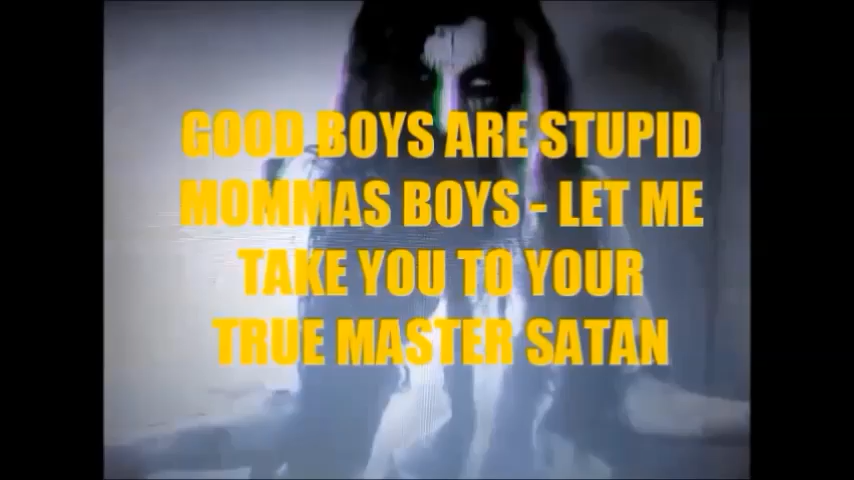 GOOD BOYS ARE STUPID
MOMMAS BOYS - LET ME
TAKE YOU TO YOUR
TRUE MASTER SATAN